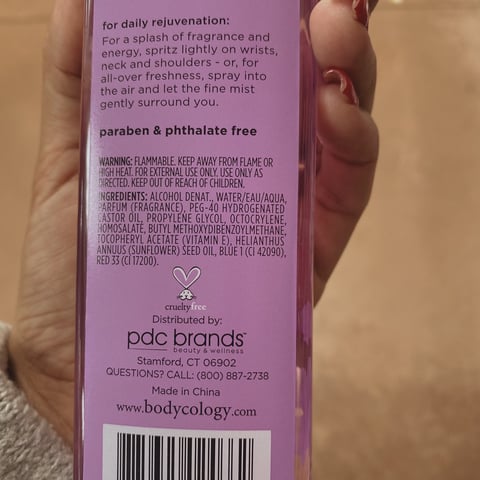 for daily rejuvenation:
For a splash of fragrance and
energy, spritz lightly on wrists,
neck and shoulders - or, for
all-over freshness, spray into
the air and let the fine mist
gently surround you.
paraben & phthalate free
WARNING: FLAMMABLE. KEEP AWAY FROM FLAME OR
HIGH HEAT. FOR EXTERNAL USE ONLY. USE ONLY AS
DIRECTED. KEEP OUT OF REACH OF CHILDREN.
INGREDIENTS: ALCOHOL DENAT., WATER/EAU/AQUA,
PARFUM (FRAGRANCE), PEG-40 HYDROGENATED
CASTOR OIL, PROPYLENE GLYCOL, OCTOCRYLENE,
HOMOSALATE, BUTYL METHOXYDIBENZOYLMETHANE,
TOCOPHERYL ACETATE (VITAMIN E), HELIANTHUS
ANNUUS (SUNFLOWER) SEED OIL, BLUE 1 (CI 42090),
RED 33 (CI 17200).
crueltyfree
Distributed by:
pdc brands™
beauty & wellness
Stamford, CT 06902
QUESTIONS? CALL: (800) 887-2738
Made in China
www.bodycology.com